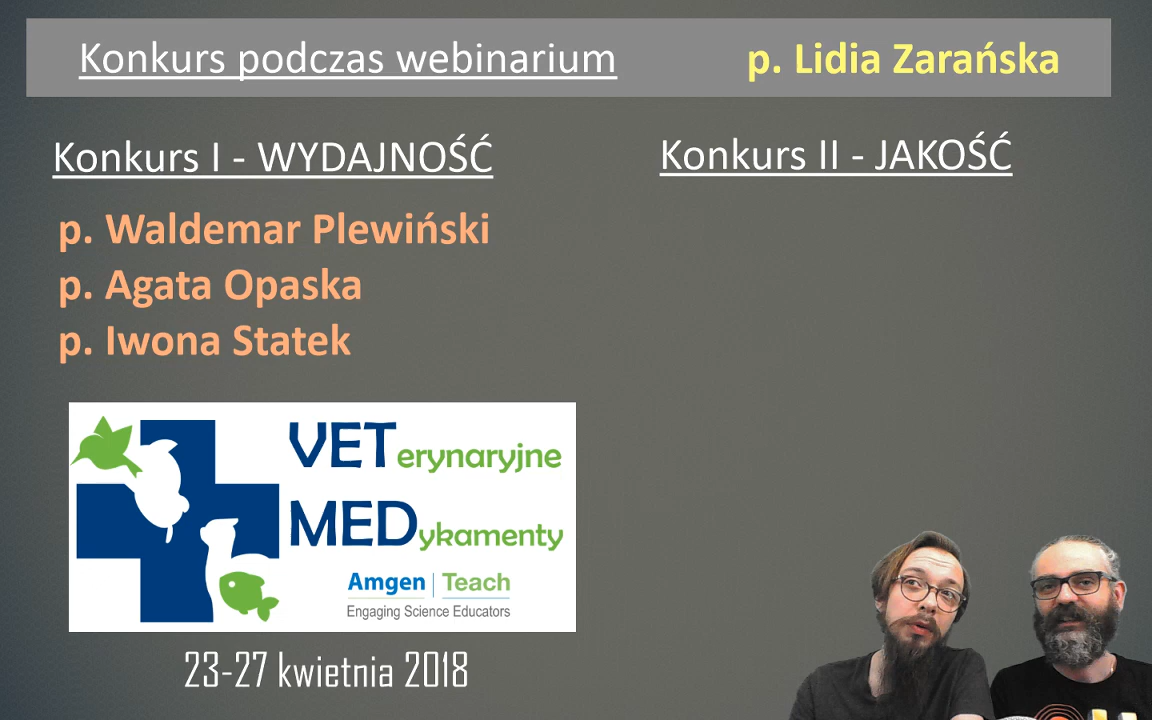 Konkurs podczas webinarium
p. Lidia Zarańska
Konkurs I - WYDAJNOŚĆ
p. Waldemar Plewiński
p. Agata Opaska
p. Iwona Statek
VETerynaryjne
MEDykamenty
Amgen | Teach
Engaging Science Educators
23-27 kwietnia 2018
Konkurs II - JAKOŚĆ